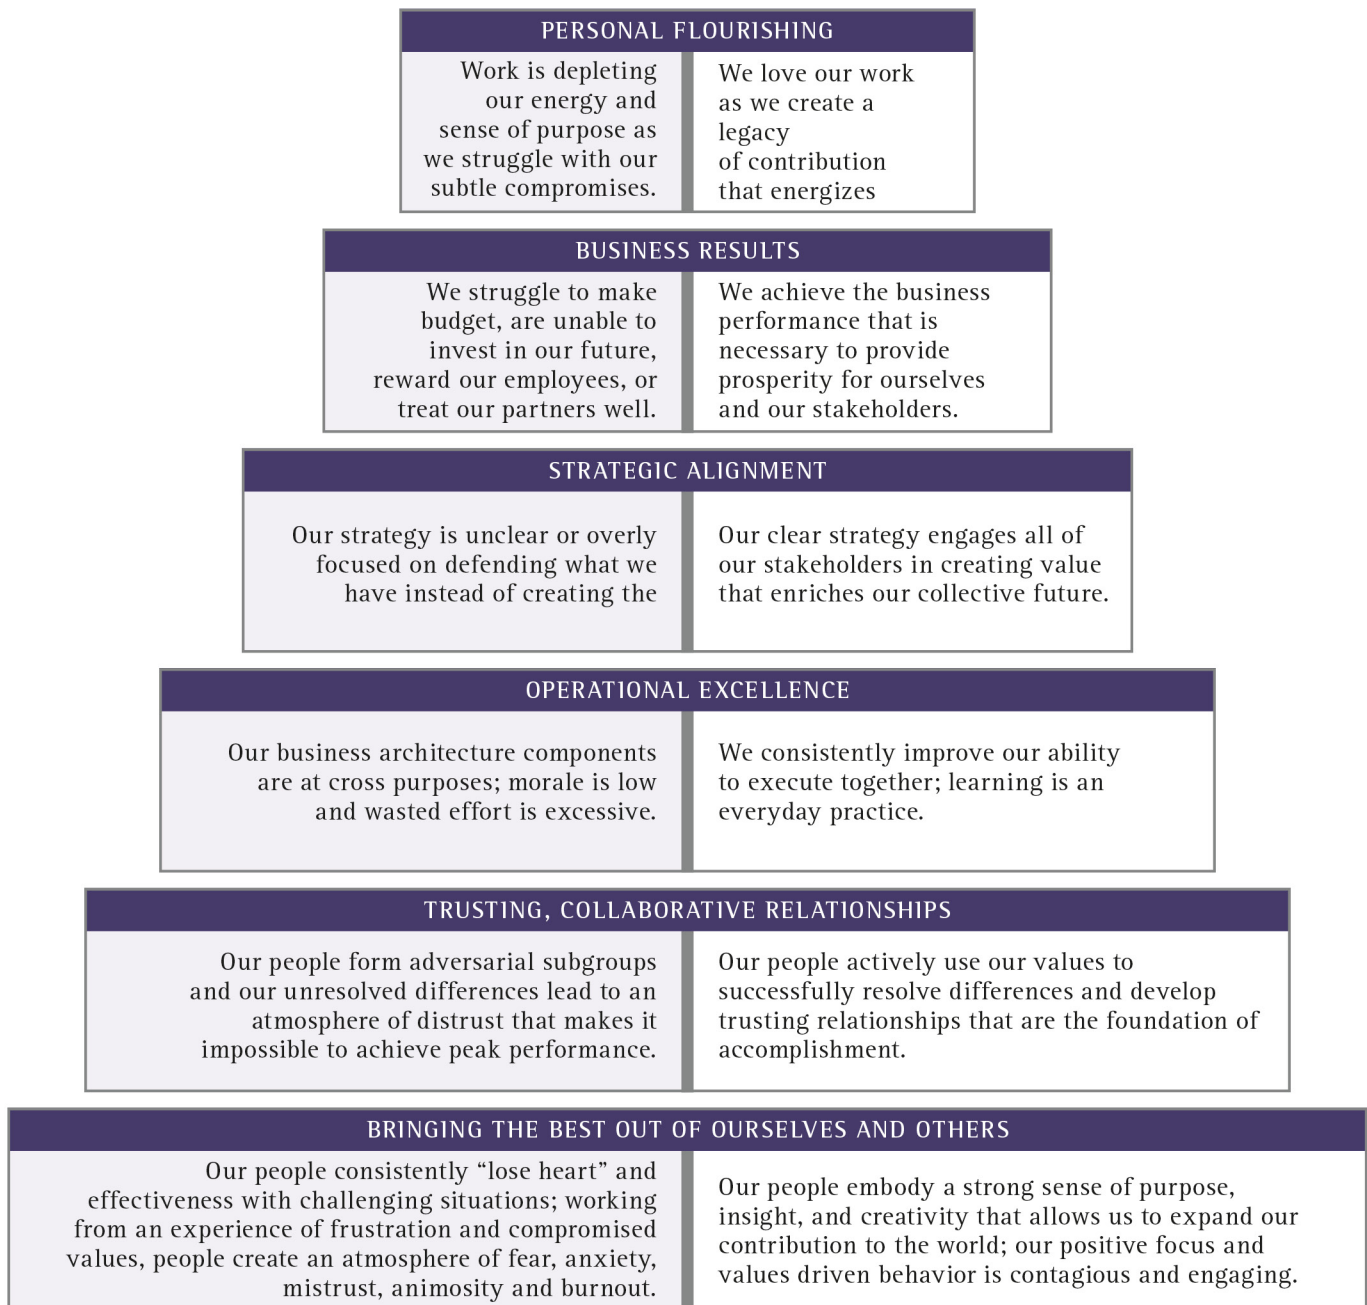 PERSONAL FLOURISHING
Work is depleting
our energy and
sense of purpose as
we struggle with our
subtle compromises.
We love our work
as we create a
legacy
of contribution
that energizes
BUSINESS RESULTS
We struggle to make
budget, are unable to
invest in our future,
reward our employees, or
treat our partners well.
We achieve the business
performance that is
necessary to provide
prosperity for ourselves
and our stakeholders.
STRATEGIC ALIGNMENT
Our strategy is unclear or overly
focused on defending what we
have instead of creating the
Our clear strategy engages all of
our stakeholders in creating value
that enriches our collective future.
OPERATIONAL EXCELLENCE
Our business architecture components
are at cross purposes; morale is low
and wasted effort is excessive.
We consistently improve our ability
to execute together; learning is an
everyday practice.
TRUSTING, COLLABORATIVE RELATIONSHIPS
Our people form adversarial subgroups
and our unresolved differences lead to an
atmosphere of distrust that makes it
impossible to achieve peak performance.
Our people actively use our values to
successfully resolve differences and develop
trusting relationships that are the foundation of
accomplishment.
BRINGING THE BEST OUT OF OURSELVES AND OTHERS
Our people consistently “lose heart” and
effectiveness with challenging situations; working
from an experience of frustration and compromised
values, people create an atmosphere of fear, anxiety,
mistrust, animosity and burnout.
Our people embody a strong sense of purpose,
insight, and creativity that allows us to expand our
contribution to the world; our positive focus and
values driven behavior is contagious and engaging.